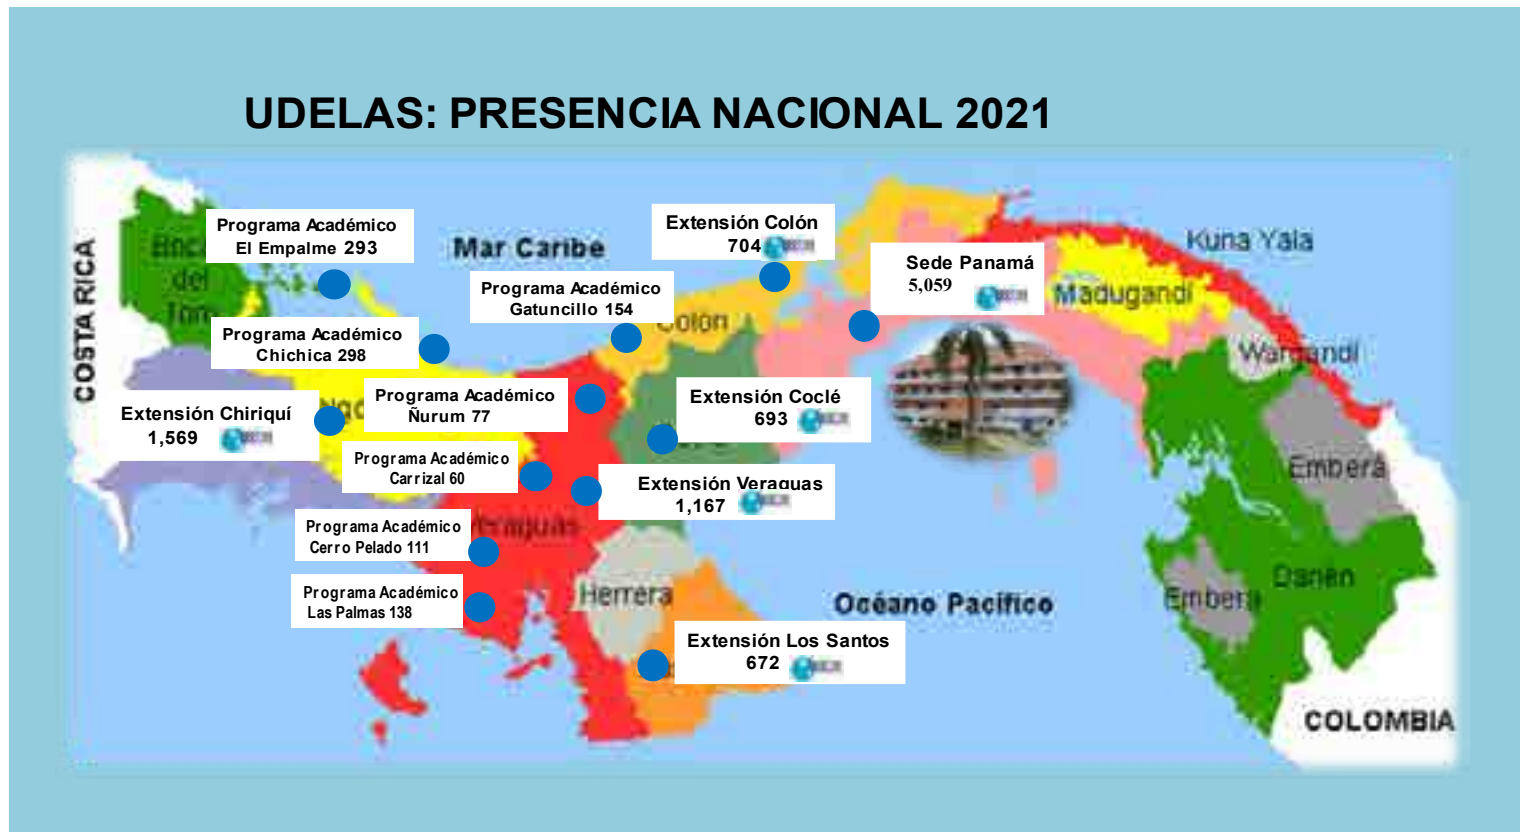 UDELAS: PRESENCIA NACIONAL 2021
COSTA RICA
Programa Académico
El Empalme 293
Mar Caribe
Extensión Colón
704
Kuna Yala
Sede Panamá
5,059
Madugandí
Programa Académico
Gatuncillo 154
Colón
Programa Académico
Chichica 298
Wargandí
Programa Académico
Ñurum 77
Extensión Chiriquí
1,569
Extensión Coclé
693
Programa Académico
Carrizal 60
Emberá
Extensión Veraguas
1,167
Veraguas
Programa Académico
Cerro Pelado 111
Programa Académico
Las Palmas 138
Herrera
Océano Pacífico
Darién
Emberá
Extensión Los Santos
672
COLOMBIA